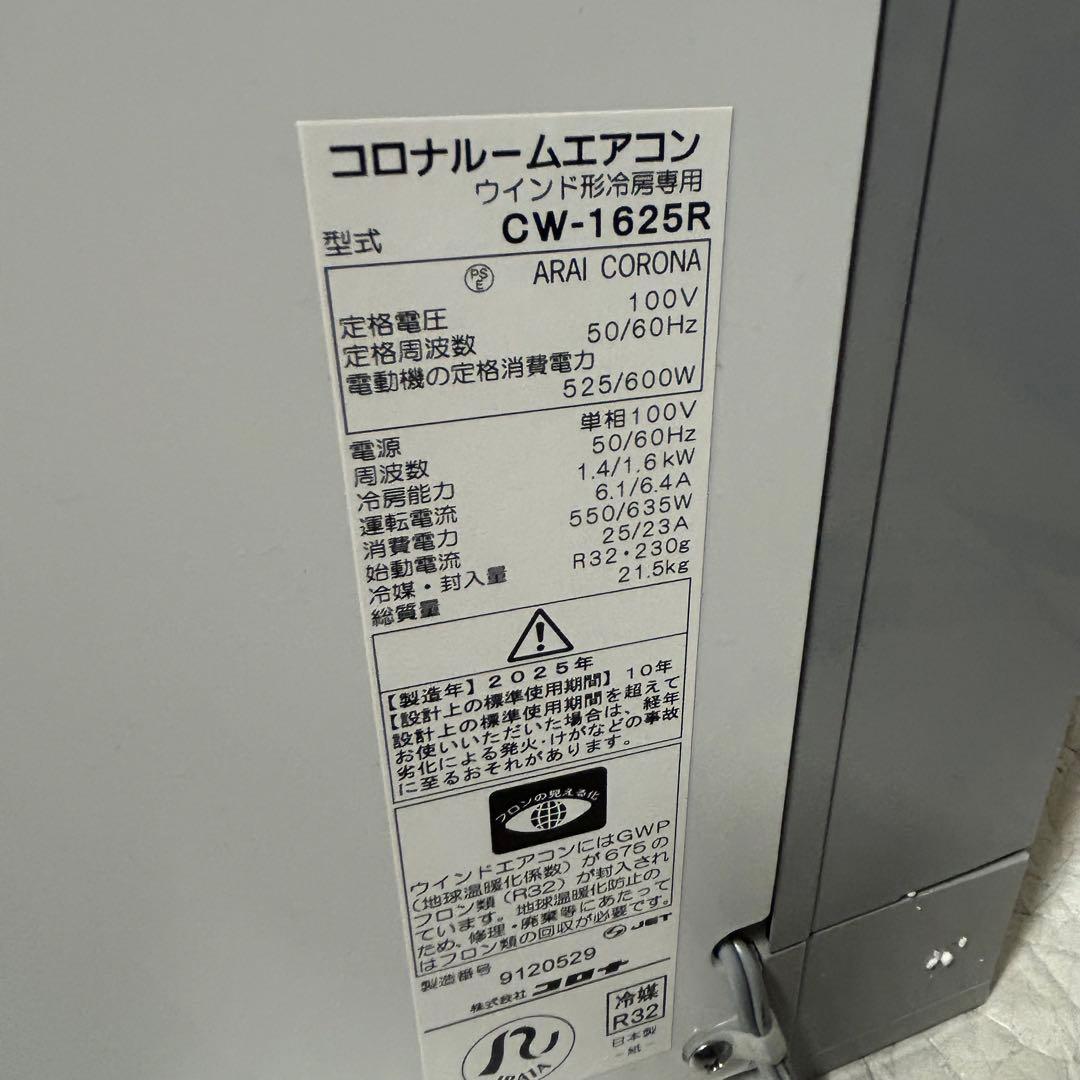 コロナルームエアコン
ウインド形冷房専用
型式 CW-1625R
PSE ARAI CORONA
定格電圧 100V
定格周波数 50/60Hz
電動機の定格消費電力
525/600W
電源 単相100V
周波数 50/60Hz
冷房能力 1.4/1.6kW
運転電流 6.1/6.4A
消費電力 550/635W
始動電流 25/23A
冷媒・封入量 R32・230g
総質量 21.5kg
【製造年】2025年
【設計上の標準使用期間】10年
設計上の標準使用期間を超えて
お使いいただいた場合は、経年
劣化による発火・けがなどの事故
に至るおそれがあります。
フロンの見える化
ウインドエアコンにはGWP
(地球温暖化係数)が675の
フロン類(R32)が封入され
ています。地球温暖化防止の
ため、修理・廃棄等にあたって
はフロン類の回収が必要です。
JET
製造番号 9120529
株式会社 コロナ
冷媒
R32
日本製
-紙-